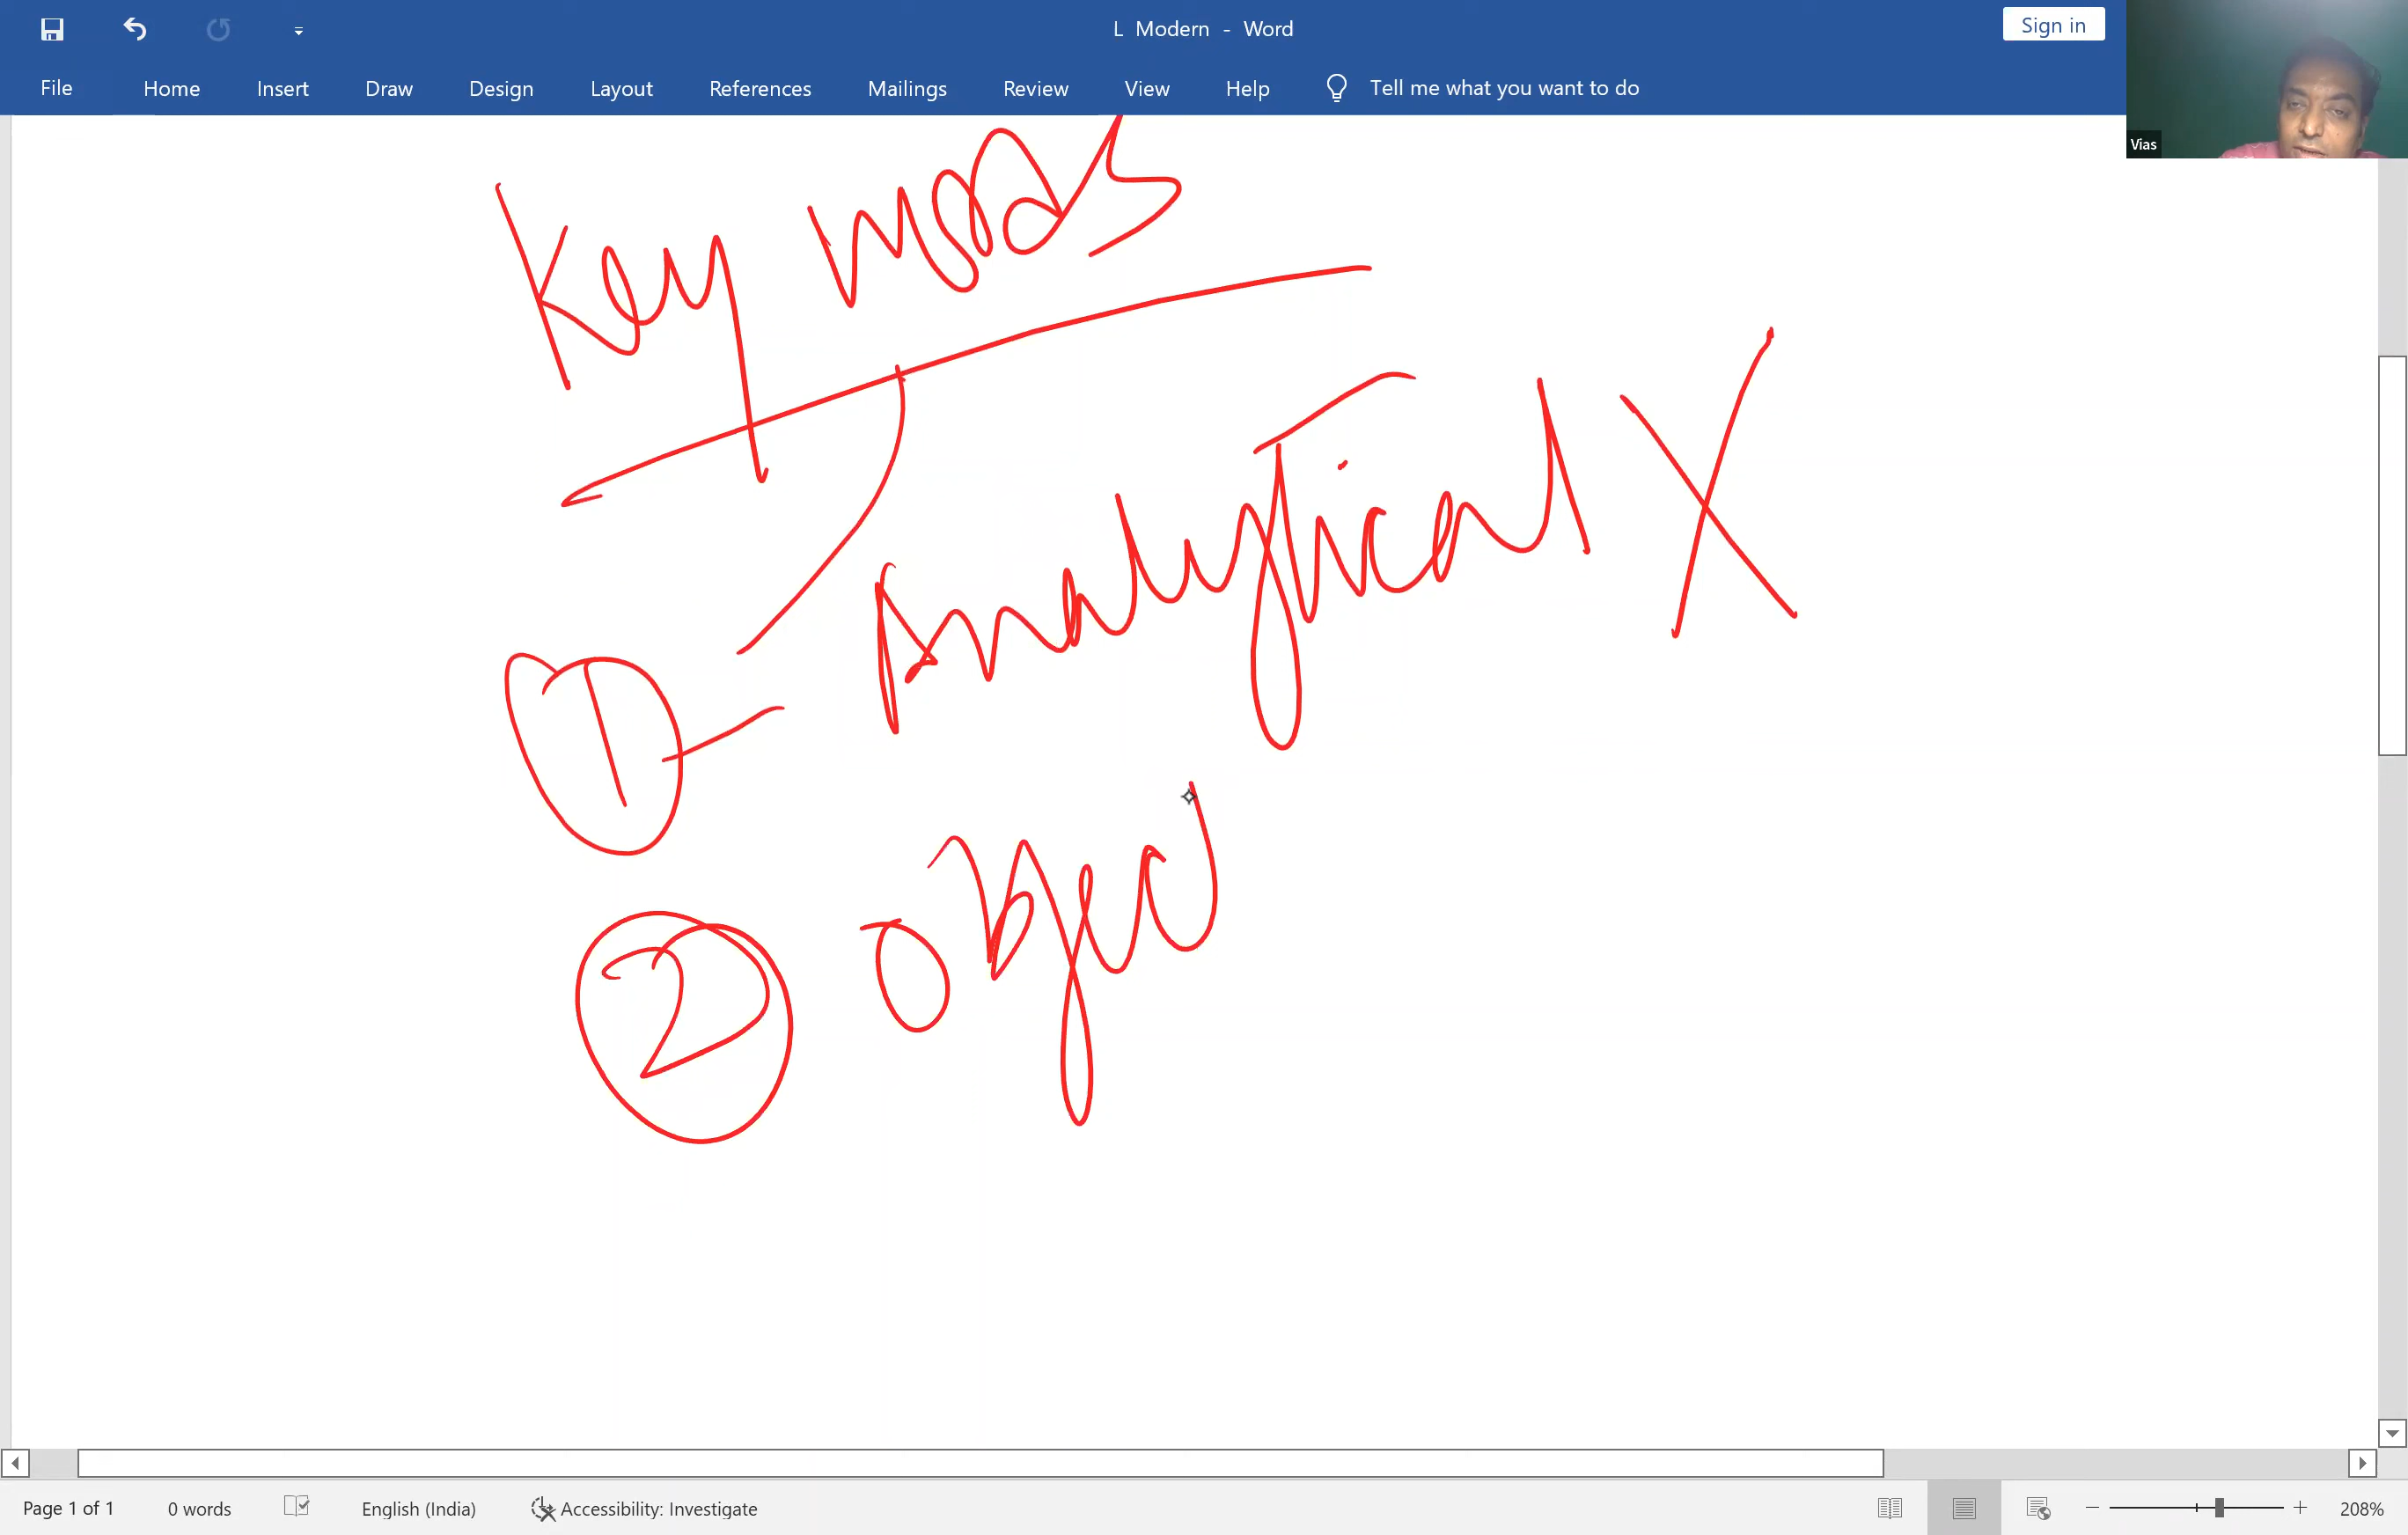 L Modern - Word
Sign in
File Home Insert Draw Design Layout References Mailings Review View Help Tell me what you want to do
Vias
Key
1 - Analytical X
2 Objec
Page 1 of 1 0 words English (India) Accessibility: Investigate 208%